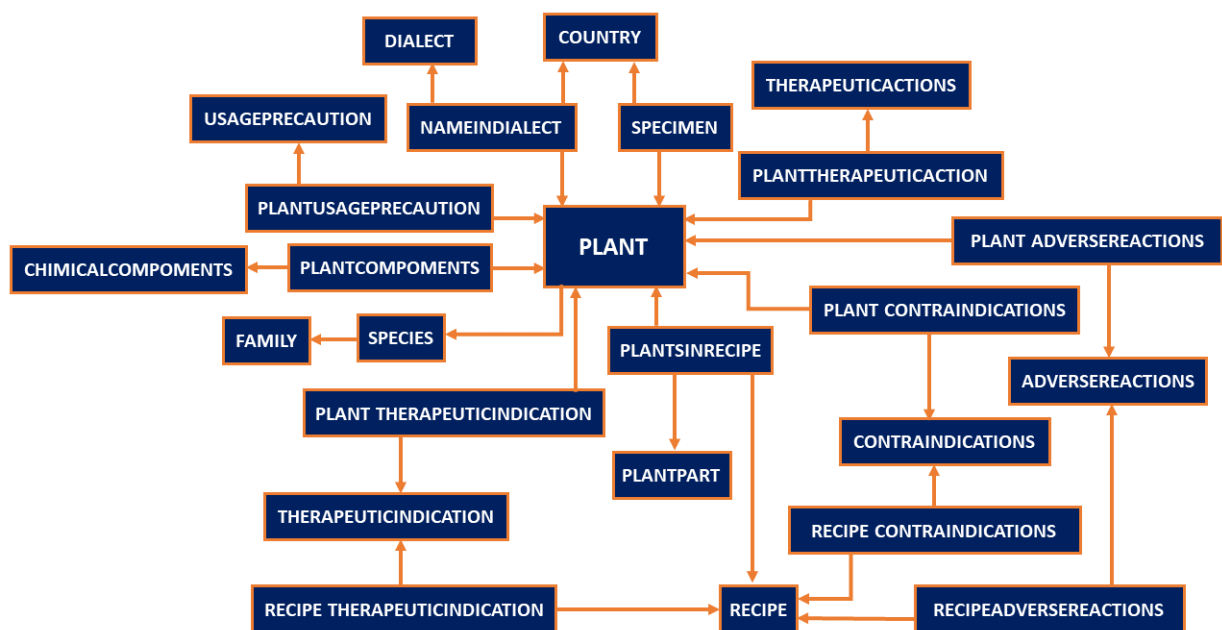 DIALECT
COUNTRY
THERAPEUTICACTIONS
USAGEPRECAUTION
NAMEINDIALECT
SPECIMEN
PLANTTHERAPEUTICACTION
PLANTUSAGEPRECAUTION
PLANT
PLANT ADVERSEREACTIONS
CHIMICALCOMPOMENTS
PLANTCOMPOMENTS
PLANT CONTRAINDICATIONS
FAMILY
SPECIES
PLANTSINRECIPE
ADVERSEREACTIONS
PLANT THERAPEUTICINDICATION
CONTRAINDICATIONS
PLANTPART
THERAPEUTICINDICATION
RECIPE CONTRAINDICATIONS
RECIPE THERAPEUTICINDICATION
RECIPE
RECIPEADVERSEREACTIONS